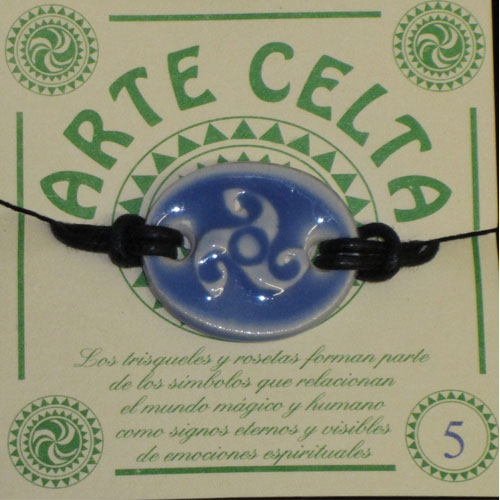 ARTE CELTA
Los trisqueles y rosetas forman parte
de los símbolos que relacionan
el mundo mágico y humano
como signos eternos y visibles
de emociones espirituales
5